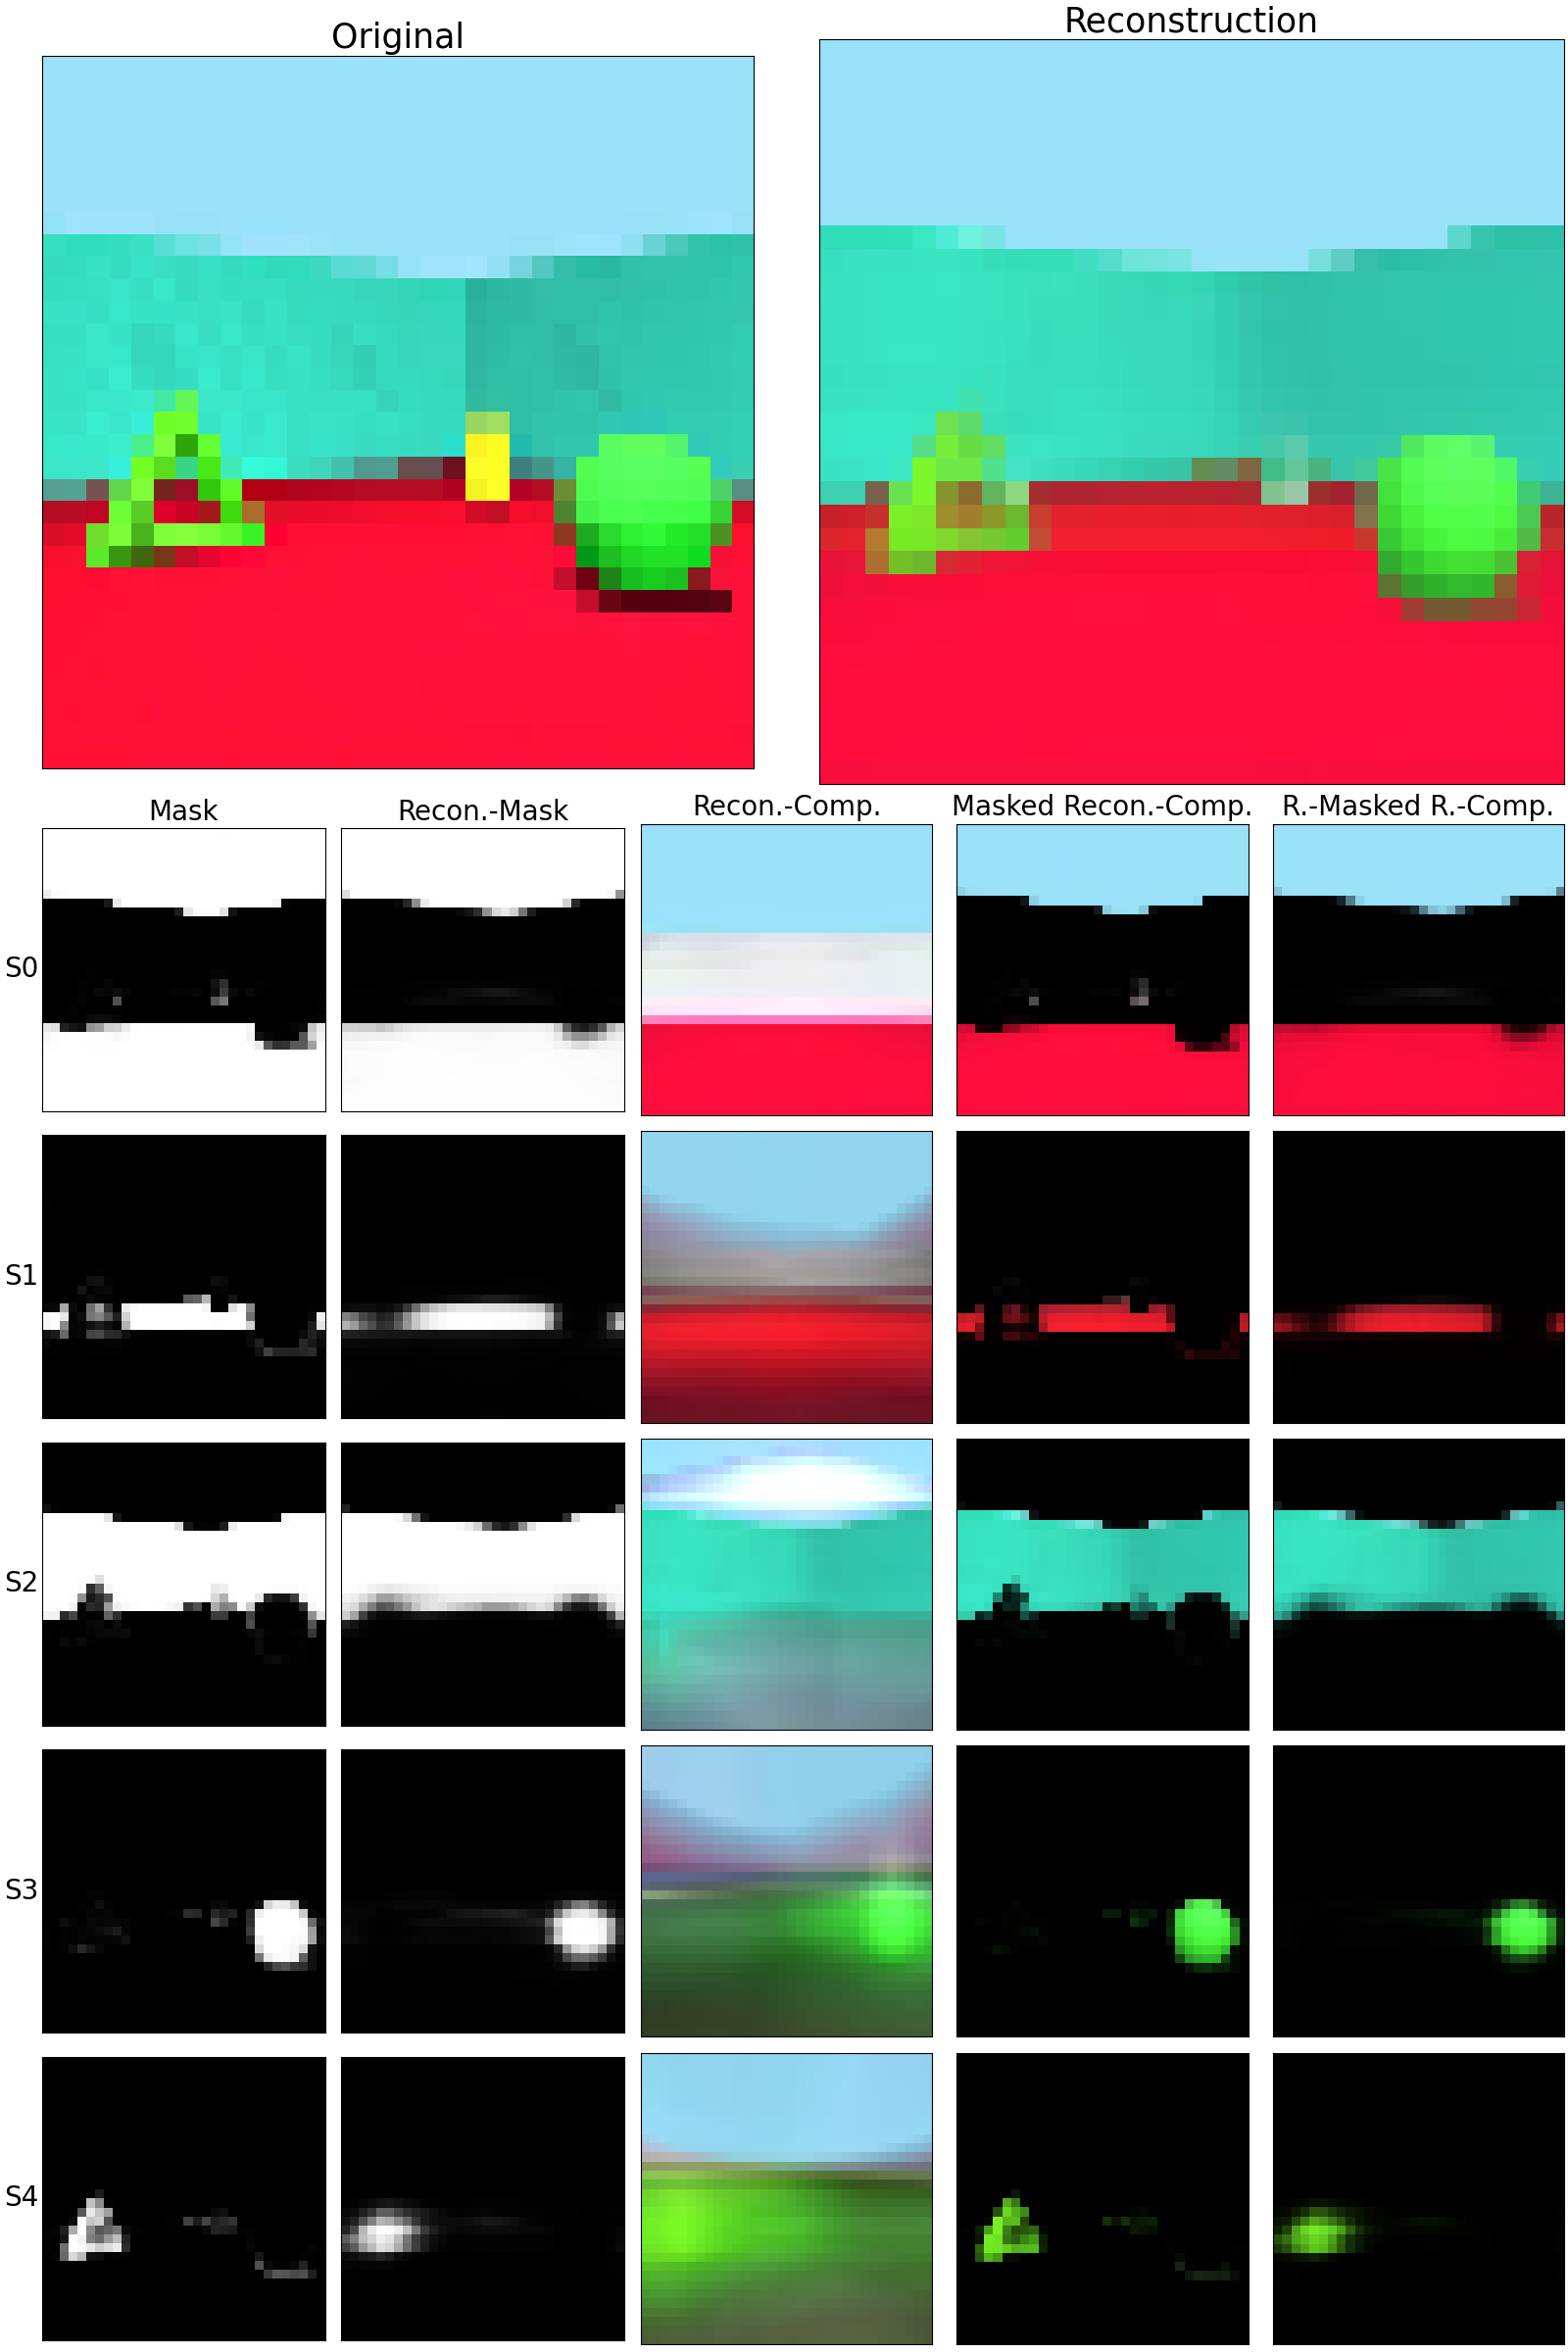 Original
Reconstruction
Mask
Recon.-Mask
Recon.-Comp.
Masked Recon.-Comp.
R.-Masked R.-Comp.
S0
S1
S2
S3
S4